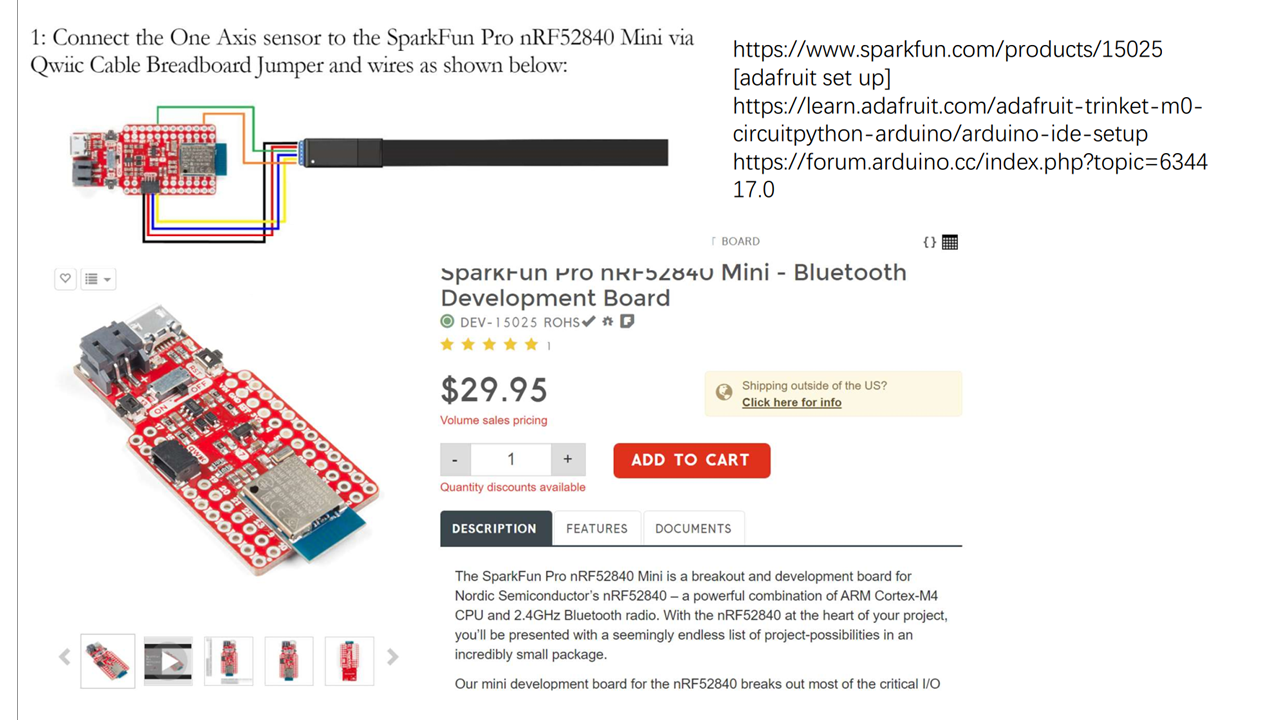 1: Connect the One Axis sensor to the SparkFun Pro nRF52840 Mini via
Qwiic Cable Breadboard Jumper and wires as shown below:
https://www.sparkfun.com/products/15025
[adafruit set up]
https://learn.adafruit.com/adafruit-trinket-m0-
circuitpython-arduino/arduino-ide-setup
https://forum.arduino.cc/index.php?topic=6344
17.0
BOARD
{}
SparkFun Pro nRF52840 Mini - Bluetooth
Development Board
DEV-15025 ROHS
1
$29.95
Volume sales pricing
Shipping outside of the US?
Click here for info
- 1 +
ADD TO CART
Quantity discounts available
DESCRIPTION FEATURES DOCUMENTS
The SparkFun Pro nRF52840 Mini is a breakout and development board for
Nordic Semiconductor's nRF52840 – a powerful combination of ARM Cortex-M4
CPU and 2.4GHz Bluetooth radio. With the nRF52840 at the heart of your project,
you'll be presented with a seemingly endless list of project-possibilities in an
incredibly small package.
Our mini development board for the nRF52840 breaks out most of the critical I/O
RST
OFF
ON